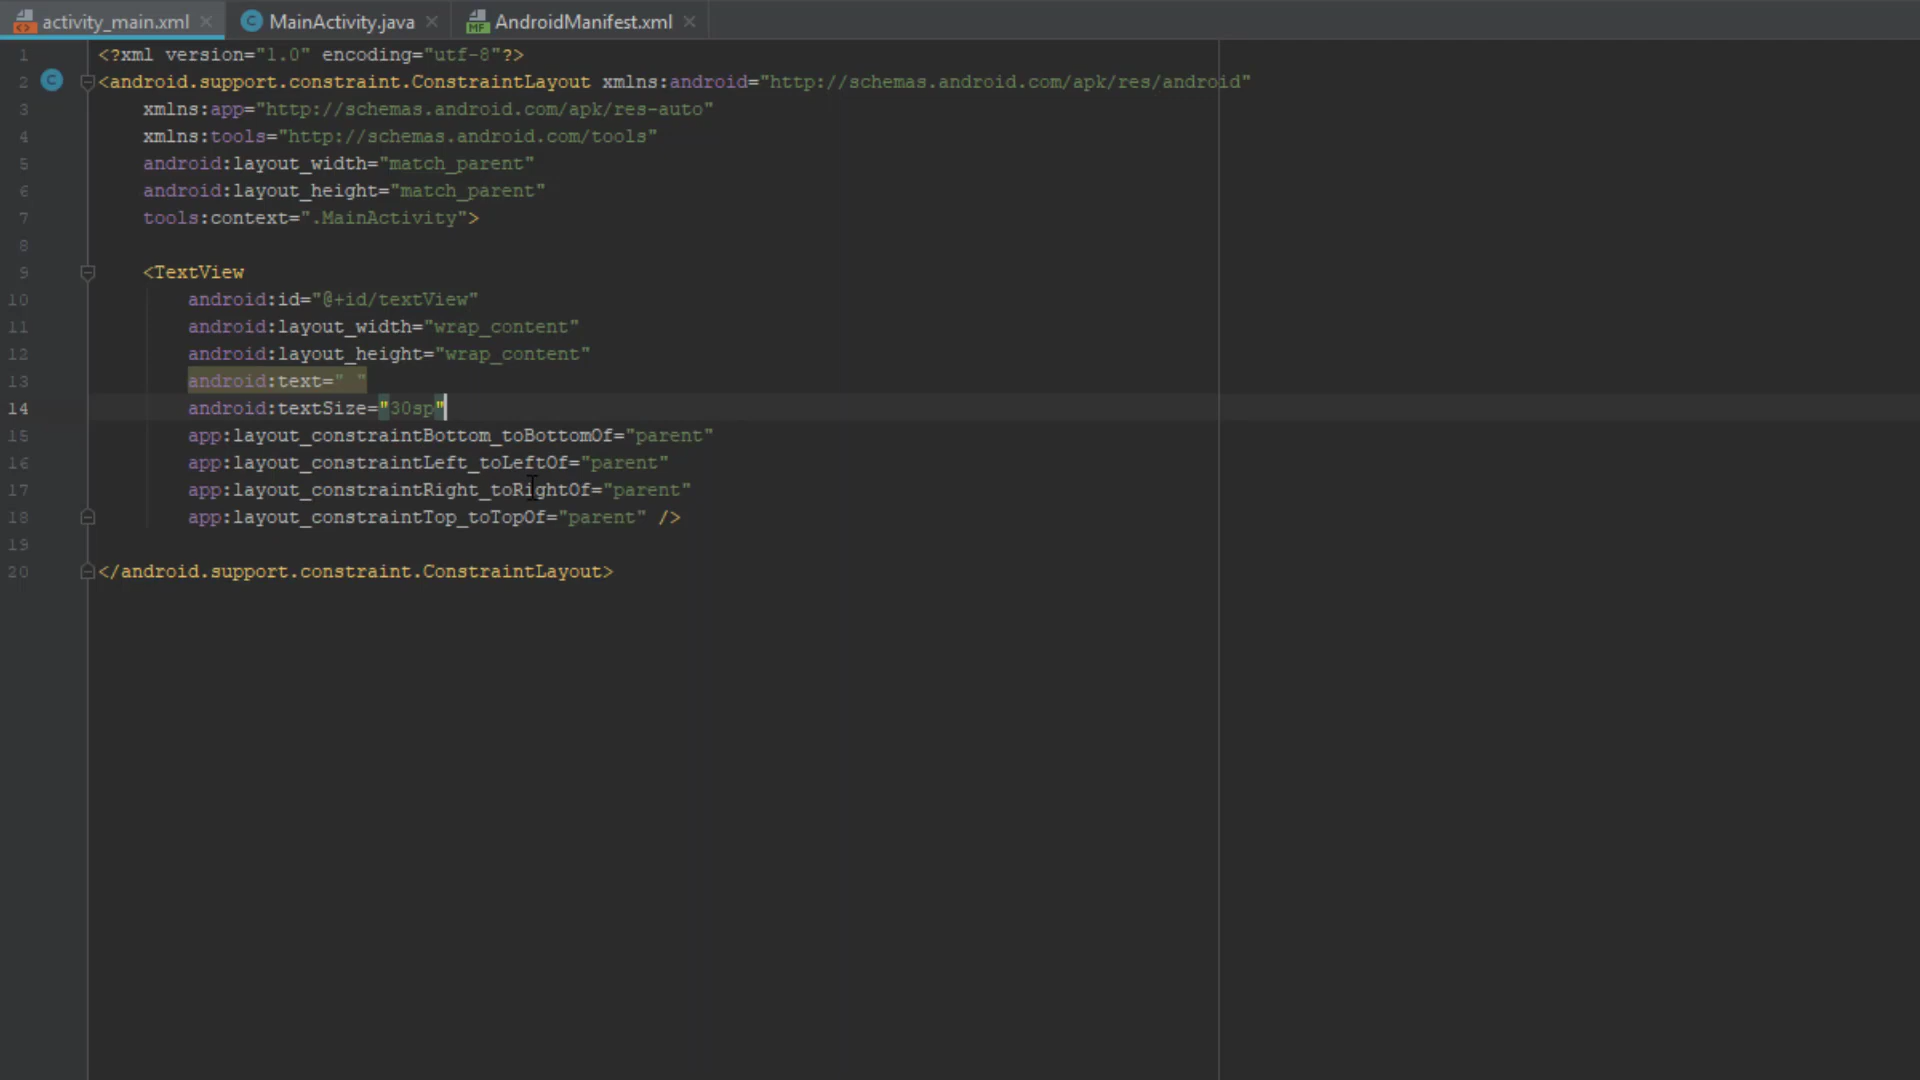 activity_main.xml
MainActivity.java
AndroidManifest.xml
1 <?xml version="1.0" encoding="utf-8"?>
2 <android.support.constraint.ConstraintLayout xmlns:android="http://schemas.android.com/apk/res/android"
3 xmlns:app="http://schemas.android.com/apk/res-auto"
4 xmlns:tools="http://schemas.android.com/tools"
5 android:layout_width="match_parent"
6 android:layout_height="match_parent"
7 tools:context=".MainActivity">
8
9 <TextView
10 android:id="@+id/textView"
11 android:layout_width="wrap_content"
12 android:layout_height="wrap_content"
13 android:text=" "
14 android:textSize="30sp"
15 app:layout_constraintBottom_toBottomOf="parent"
16 app:layout_constraintLeft_toLeftOf="parent"
17 app:layout_constraintRight_toRightOf="parent"
18 app:layout_constraintTop_toTopOf="parent" />
19
20 </android.support.constraint.ConstraintLayout>